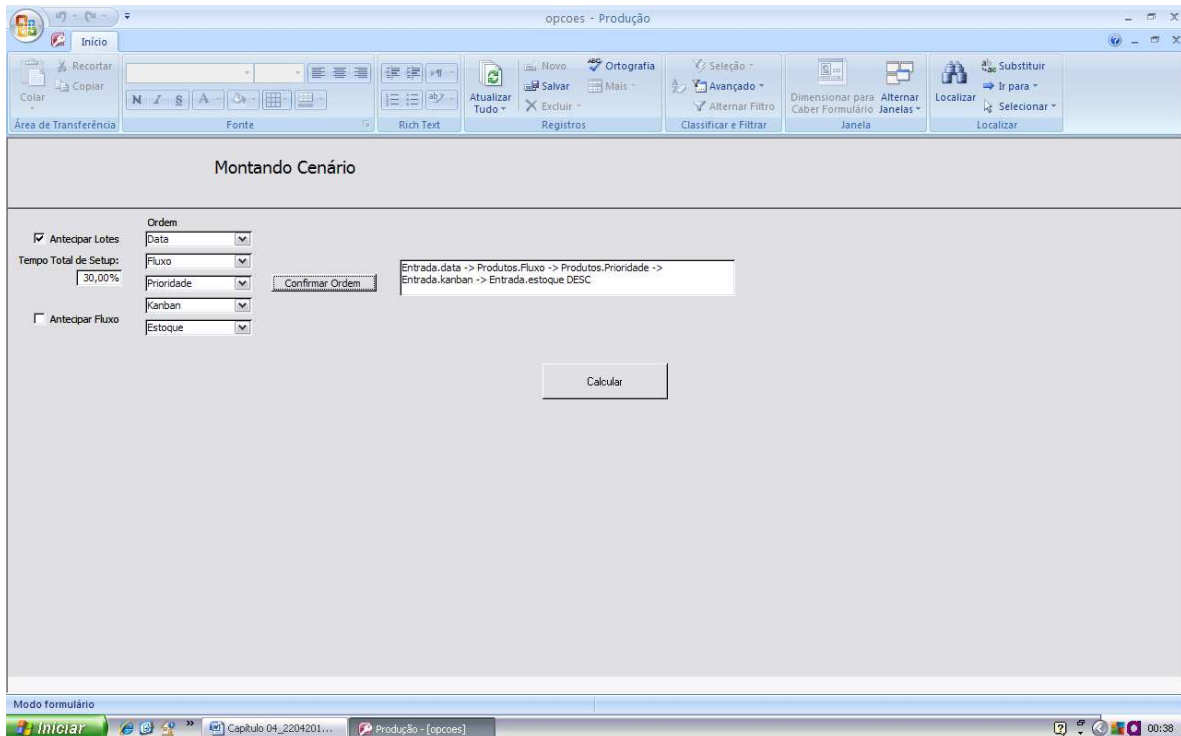 opcoes - Produção
Início
Recortar
Copiar
Colar
Área de Transferência
N I S A
Fonte
Rich Text
Atualizar Tudo
Novo
Salvar
Excluir
Ortografia
Mais
Registros
Seleção
Avançado
Alternar Filtro
Classificar e Filtrar
Dimensionar para Caber Formulário
Alternar Janelas
Janela
Localizar
Substituir
Ir para
Selecionar
Localizar
Montando Cenário
Ordem
Antecipar Lotes
Data
Tempo Total de Setup:
Fluxo
30,00%
Prioridade
Confirmar Ordem
Entrada.data -> Produtos.Fluxo -> Produtos.Prioridade ->
Entrada.kanban -> Entrada.estoque DESC
Kanban
Antecipar Fluxo
Estoque
Calcular
Modo formulário
Iniciar
Capítulo 04_2204201...
Produção - [opcoes]
00:38